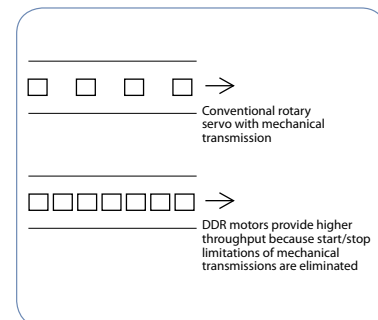 Conventional rotary
servo with mechanical
transmission
DDR motors provide higher
throughput because start/stop
limitations of mechanical
transmissions are eliminated